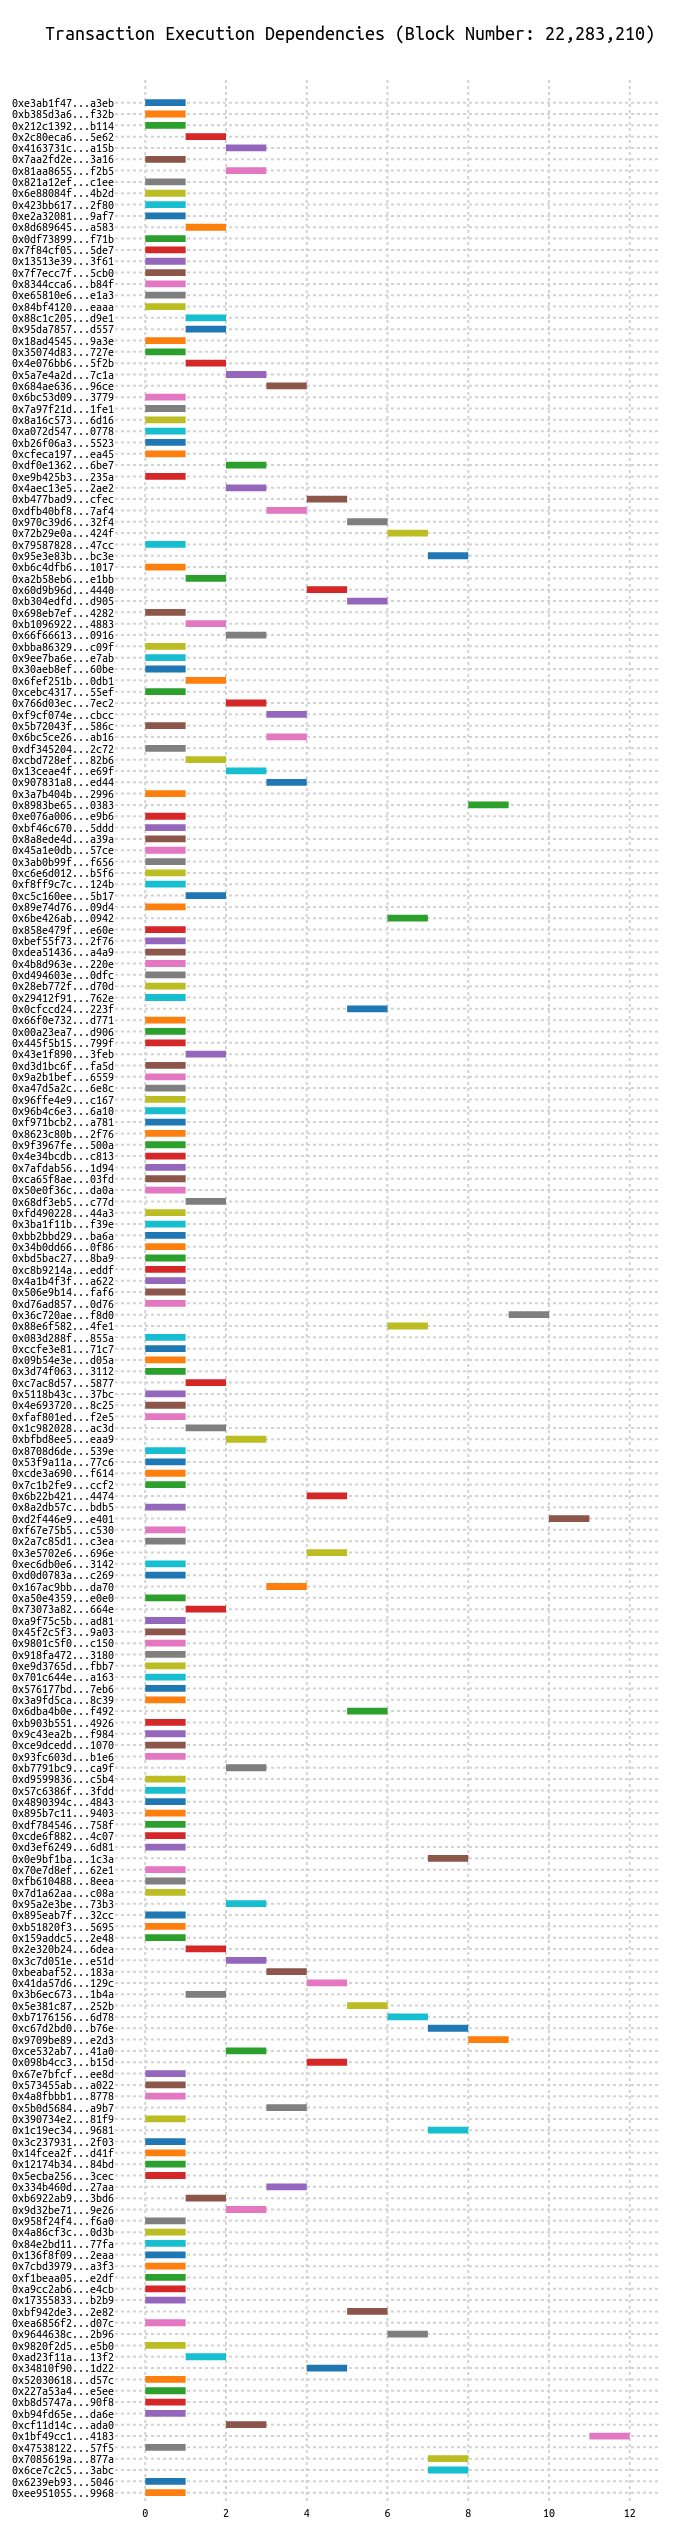 Transaction Execution Dependencies (Block Number: 22,283,210)
0xe3ab1f47...a3eb
0xb385d3a6...f32b
0x212c1392...b114
0x2c80eca6...5e62
0x4163731c...a15b
0x7aa2fd2e...3a16
0x81aa8655...f2b5
0x821a12ef...c1ee
0x6e88084f...4b2d
0x423bb617...2f80
0xe2a32081...9af7
0x8d689645...a583
0x0df73899...f71b
0x7f84cf05...5de7
0x13513e39...3f61
0x7f7ecc7f...5cb0
0x8344cca6...b84f
0xe65810e6...e1a3
0x84bf4120...eaaa
0x88c1c205...d9e1
0x95da7857...d557
0x18ad4545...9a3e
0x35074d83...727e
0x4e076bb6...5f2b
0x5a7e4a2d...7c1a
0x684ae636...96ce
0x6bc53d09...3779
0x7a97f21d...1fe1
0x8a16c573...6d16
0xa072d547...0778
0xb26f06a3...5523
0xcfeca197...ea45
0xdf0e1362...6be7
0xe9b425b3...235a
0x4aec13e5...2ae2
0xb477bad9...cfec
0xdfb40bf8...7af4
0x970c39d6...32f4
0x72b29e0a...424f
0x79587828...47cc
0x95e3e83b...bc3e
0xb6c4dfb6...1017
0xa2b58eb6...e1bb
0x60d9b96d...4440
0xb304edfd...d905
0x698eb7ef...4282
0xb1096922...4883
0x66f66613...0916
0xbba86329...c09f
0x9ee7ba6e...e7ab
0x30aeb8ef...60be
0x6fef251b...0db1
0xcebc4317...55ef
0x766d03ec...7ec2
0xf9cf074e...cbcc
0x5b72043f...586c
0x6bc5ce26...ab16
0xdf345204...2c72
0xcbd728ef...82b6
0x13ceae4f...e69f
0x907831a8...ed44
0x3a7b404b...2996
0x8983be65...0383
0xe076a006...e9b6
0xbf46c670...5ddd
0x8a8ede4d...a39a
0x45a1e0db...57ce
0x3ab0b99f...f656
0xc6e6d012...b5f6
0xf8ff9c7c...124b
0xc5c160ee...5b17
0x89e74d76...09d4
0x6be426ab...0942
0x858e479f...e60e
0xbef55f73...2f76
0xdea51436...a4a9
0x4b8d963e...220e
0xd494603e...0dfc
0x28eb772f...d70d
0x29412f91...762e
0x0cfccd24...223f
0x66f0e732...d771
0x00a23ea7...d906
0x445f5b15...799f
0x43e1f890...3feb
0xd3d1bc6f...fa5d
0x9a2b1bef...6559
0xa47d5a2c...6e8c
0x96ffe4e9...c167
0x96b4c6e3...6a10
0xf971bcb2...a781
0x8623c80b...2f76
0x9f3967fe...500a
0x4e34bcdb...c813
0x7afdab56...1d94
0xca65f8ae...03fd
0x50e0f36c...da0a
0x68df3eb5...c77d
0xfd490228...44a3
0x3ba1f11b...f39e
0xbb2bbd29...ba6a
0x34b0dd66...0f86
0xbd5bac27...8ba9
0xc8b9214a...eddf
0x4a1b4f3f...a622
0x506e9b14...faf6
0xd76ad857...0d76
0x36c720ae...f8d0
0x88e6f582...4fe1
0x083d288f...855a
0xccfe3e81...71c7
0x09b54e3e...d05a
0x3d74f063...3112
0xc7ac8d57...5877
0x5118b43c...37bc
0x4e693720...8c25
0xfaf801ed...f2e5
0x1c982028...ac3d
0xbfbd8ee5...eaa9
0x8708d6de...539e
0x53f9a11a...77c6
0xcde3a690...f614
0x7c1b2fe9...ccf2
0x6b22b421...4474
0x8a2db57c...bdb5
0xd2f446e9...e401
0xf67e75b5...c530
0x2a7c85d1...c3ea
0x3e5702e6...696e
0xec6db0e6...3142
0xd0d0783a...c269
0x167ac9bb...da70
0xa50e4359...e0e0
0x73073a82...664e
0xa9f75c5b...ad81
0x45f2c5f3...9a03
0x9801c5f0...c150
0x918fa472...3180
0xe9d3765d...fbb7
0x701c644e...a163
0x576177bd...7eb6
0x3a9fd5ca...8c39
0x6dba4b0e...f492
0xb903b551...4926
0x9c43ea2b...f984
0xce9dcedd...1070
0x93fc603d...b1e6
0xb7791bc9...ca9f
0xd9599836...c5b4
0x57c6386f...3fdd
0x4890394c...4843
0x895b7c11...9403
0xdf784546...758f
0xcde6f882...4c07
0xd3ef6249...6d81
0x0e9bf1ba...1c3a
0x70e7d8ef...62e1
0xfb610488...8eea
0x7d1a62aa...c08a
0x95a2e3be...73b3
0x895eab7f...32cc
0xb51820f3...5695
0x159addc5...2e48
0x2e320b24...6dea
0x3c7d051e...e51d
0xbeabaf52...183a
0x41da57d6...129c
0x3b6ec673...1b4a
0x5e381c87...252b
0xb7176156...6d78
0xc67d2bd0...b76e
0x9709be89...e2d3
0xce532ab7...41a0
0x098b4cc3...b15d
0x67e7bfcf...ee8d
0x573455ab...a022
0x4a8fbbb1...8778
0x5b0d5684...a9b7
0x390734e2...81f9
0x1c19ec34...9681
0x3c237931...2f03
0x14fcea2f...d41f
0x12174b34...84bd
0x5ecba256...3cec
0x334b460d...27aa
0xb6922ab9...3bd6
0x9d32be71...9e26
0x958f24f4...f6a0
0x4a86cf3c...0d3b
0x84e2bd11...77fa
0x136f8f09...2eaa
0x7cbd3979...a3f3
0xf1beaa05...e2df
0xa9cc2ab6...e4cb
0x17355833...b2b9
0xbf942de3...2e82
0xea6856f2...d07c
0x9644638c...2b96
0x9820f2d5...e5b0
0xad23f11a...13f2
0x34810f90...1d22
0x52030618...d57c
0x227a53a4...e5ee
0xb8d5747a...90f8
0xb94fd65e...da6e
0xcf11d14c...ada0
0x1bf49cc1...4183
0x47538122...57f5
0x7085619a...877a
0x6ce7c2c5...3abc
0x6239eb93...5046
0xee951055...9968
0 2 4 6 8 10 12